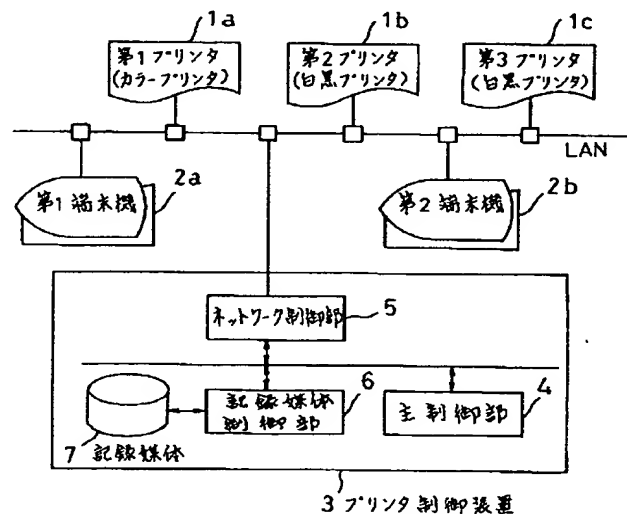 1a
1b
1c
第1プリンタ
(カラープリンタ)
第2プリンタ
(白黒プリンタ)
第3プリンタ
(白黒プリンタ)
LAN
第1端末機
2a
第2端末機
2b
ネットワーク制御部
5
記録媒体
制御部
6
主制御部
4
7 記録媒体
3 プリンタ制御装置